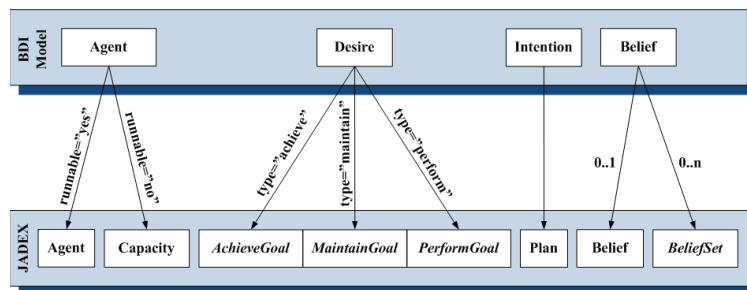 BDI
Model
Agent
Desire
Intention
Belief
runnable="yes"
runnable="no"
type="achieve"
type="maintain"
type="perform"
0..1
0..n
JADEX
Agent
Capacity
AchieveGoal
MaintainGoal
PerformGoal
Plan
Belief
BeliefSet